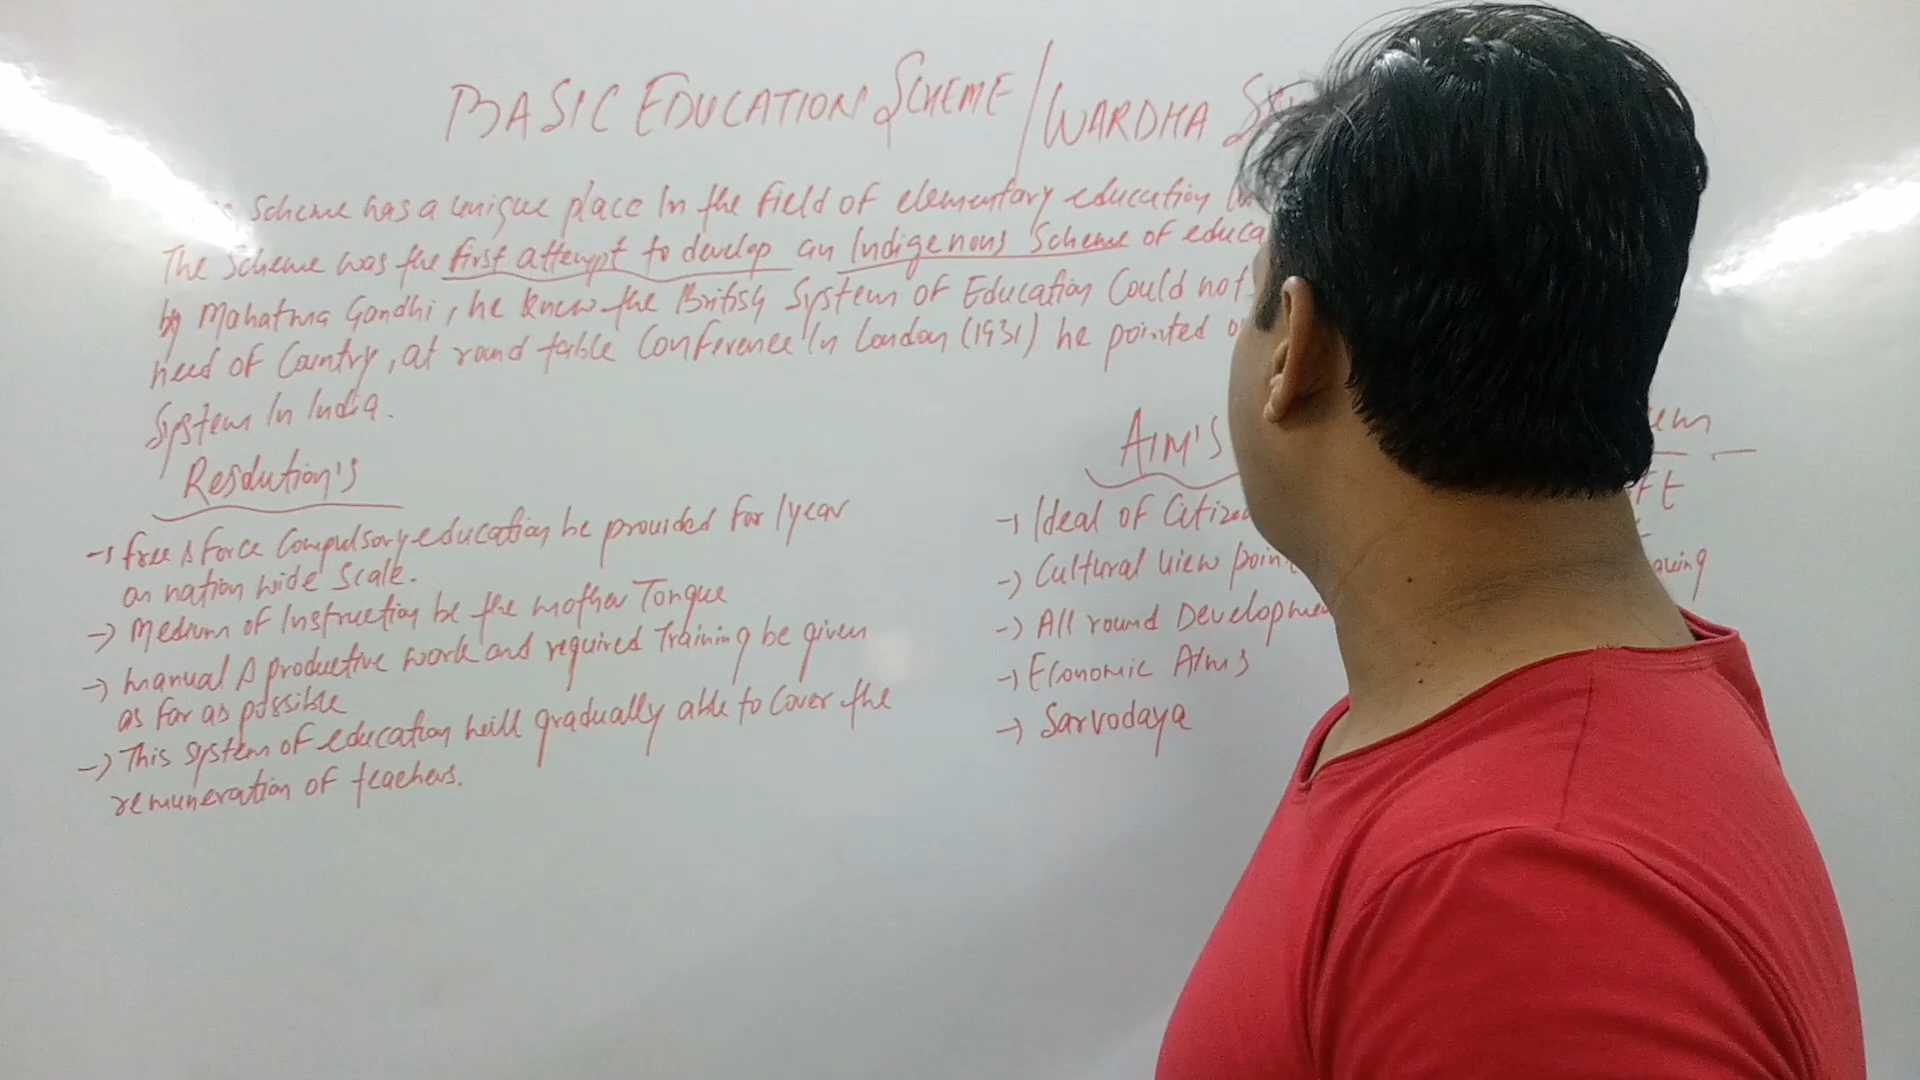 BASIC EDUCATION SCHEME / WARDHA
Scheme has a unique place in the field of elementary education
The Scheme was the first attempt to develop an Indigenous Scheme of educa
by Mahatma Gandhi, he knew the British System of Education Could not
need of Country, at round table Conference in London (1931) he pointed
System in India.
Resolution's
→ free & force Compulsory education be provided for 1 year
on nation wide Scale.
→ Medium of Instruction be the mother Tongue
→ Manual & productive work and required Training be given
as far as possible
→ This system of education will gradually able to Cover the
remuneration of teachers.
AIM'S
→ Ideal of Citizen
→ Cultural View point
→ All round Developmen
→ Economic Aims
→ Sarvodaya